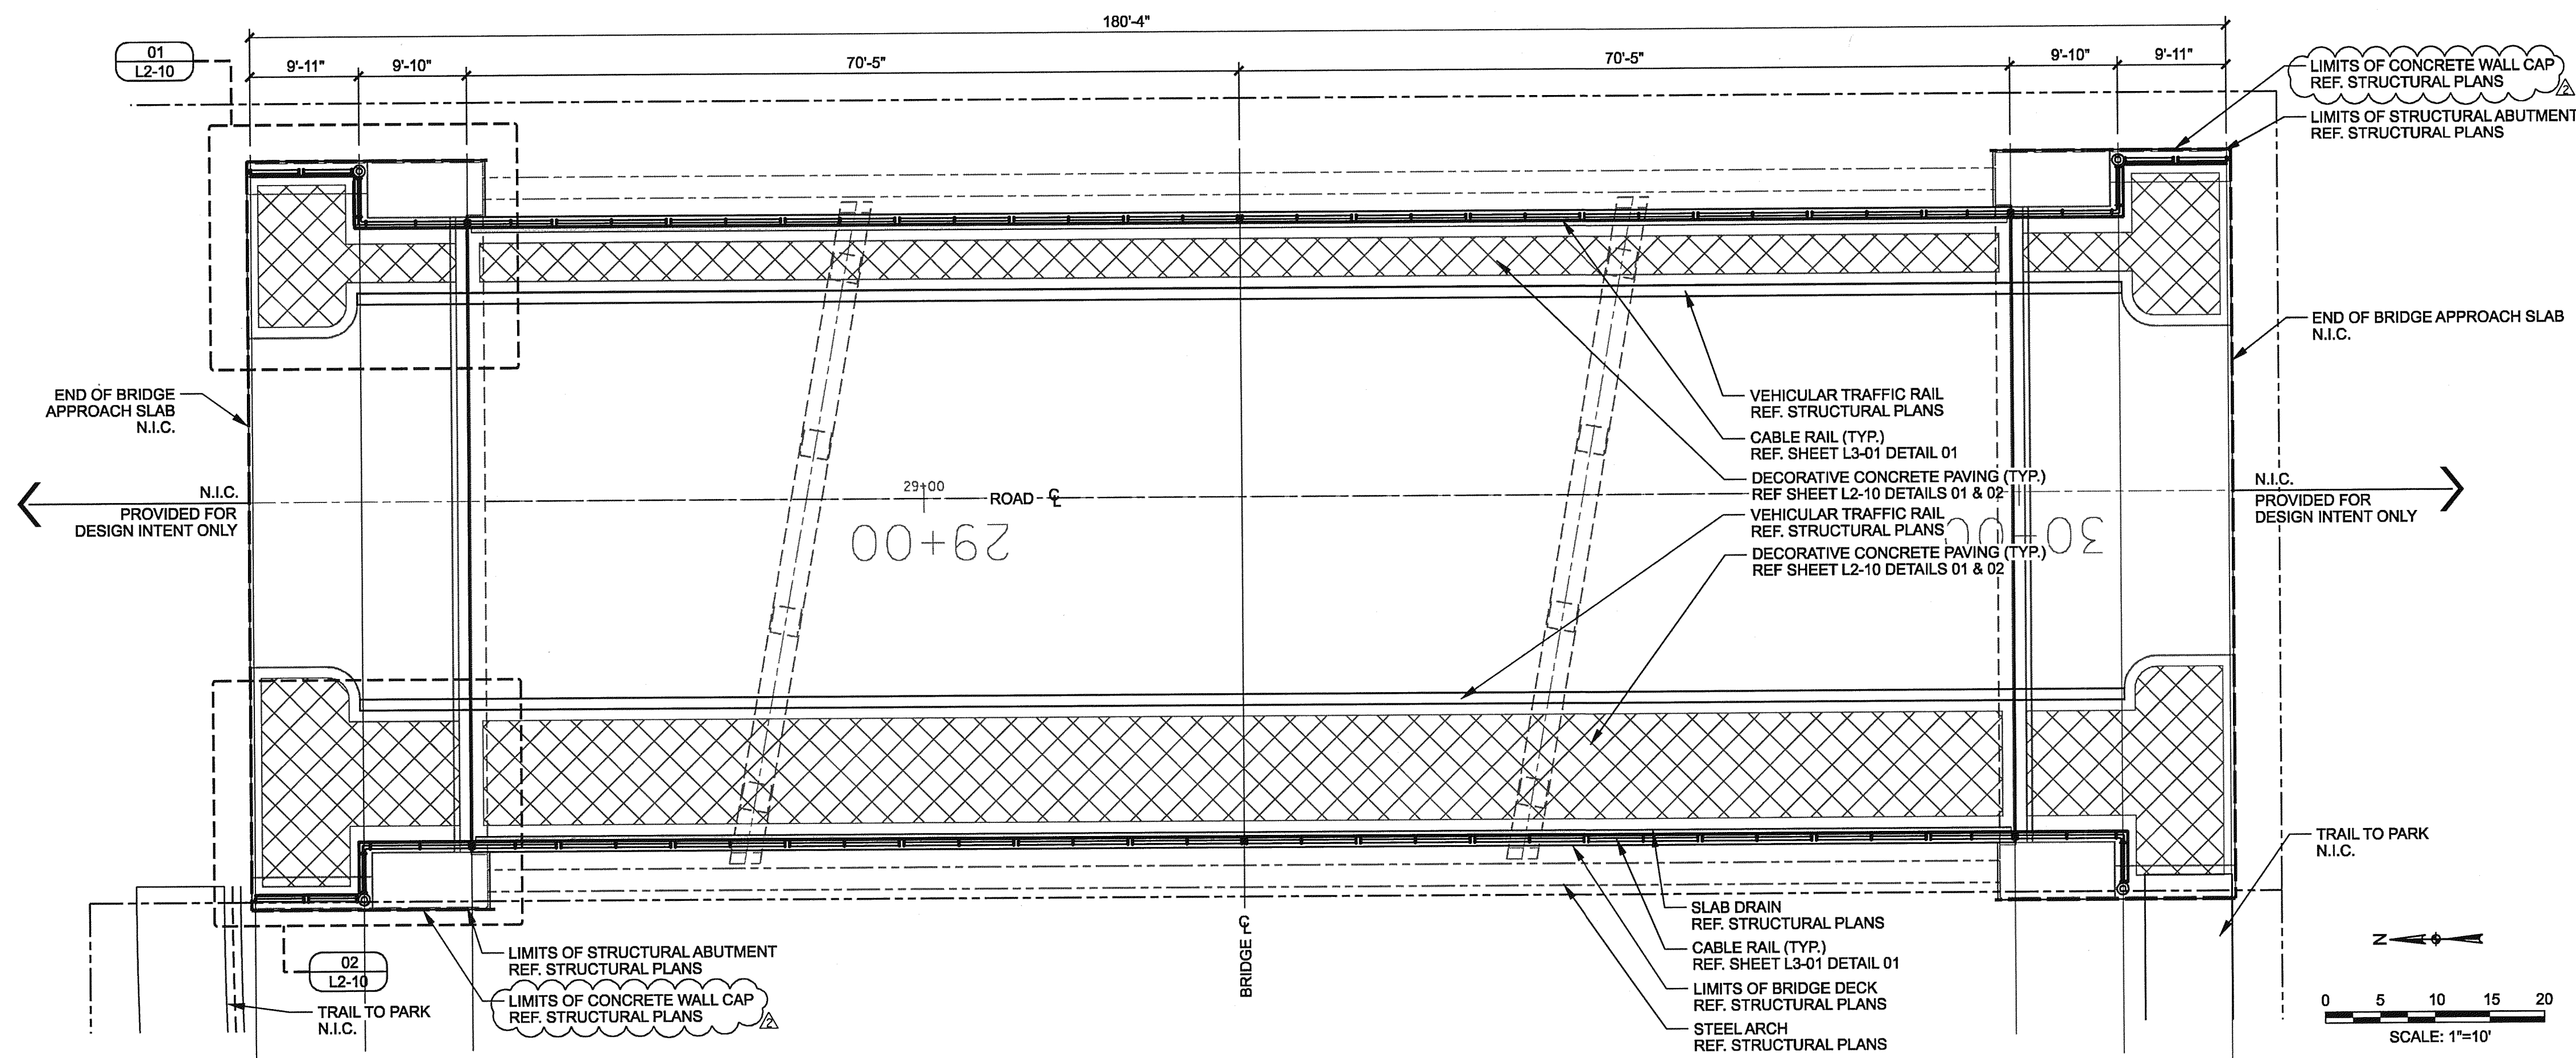 180'-4"
01
L2-10
9'-11"
9'-10"
70'-5"
70'-5"
9'-10"
9'-11"
LIMITS OF CONCRETE WALL CAP
REF. STRUCTURAL PLANS
2
LIMITS OF STRUCTURAL ABUTMENT
REF. STRUCTURAL PLANS
END OF BRIDGE APPROACH SLAB
N.I.C.
END OF BRIDGE
APPROACH SLAB
N.I.C.
VEHICULAR TRAFFIC RAIL
REF. STRUCTURAL PLANS
CABLE RAIL (TYP.)
REF. SHEET L3-01 DETAIL 01
DECORATIVE CONCRETE PAVING (TYP.)
REF SHEET L2-10 DETAILS 01 & 02
VEHICULAR TRAFFIC RAIL
REF. STRUCTURAL PLANS
DECORATIVE CONCRETE PAVING (TYP.)
REF SHEET L2-10 DETAILS 01 & 02
N.I.C.
PROVIDED FOR
DESIGN INTENT ONLY
29+00
ROAD CL
29+00
30+00
N.I.C.
PROVIDED FOR
DESIGN INTENT ONLY
TRAIL TO PARK
N.I.C.
SLAB DRAIN
REF. STRUCTURAL PLANS
CABLE RAIL (TYP.)
REF. SHEET L3-01 DETAIL 01
LIMITS OF BRIDGE DECK
REF. STRUCTURAL PLANS
STEEL ARCH
REF. STRUCTURAL PLANS
BRIDGE CL
LIMITS OF STRUCTURAL ABUTMENT
REF. STRUCTURAL PLANS
LIMITS OF CONCRETE WALL CAP
REF. STRUCTURAL PLANS
2
02
L2-10
TRAIL TO PARK
N.I.C.
N
0 5 10 15 20
SCALE: 1"=10'